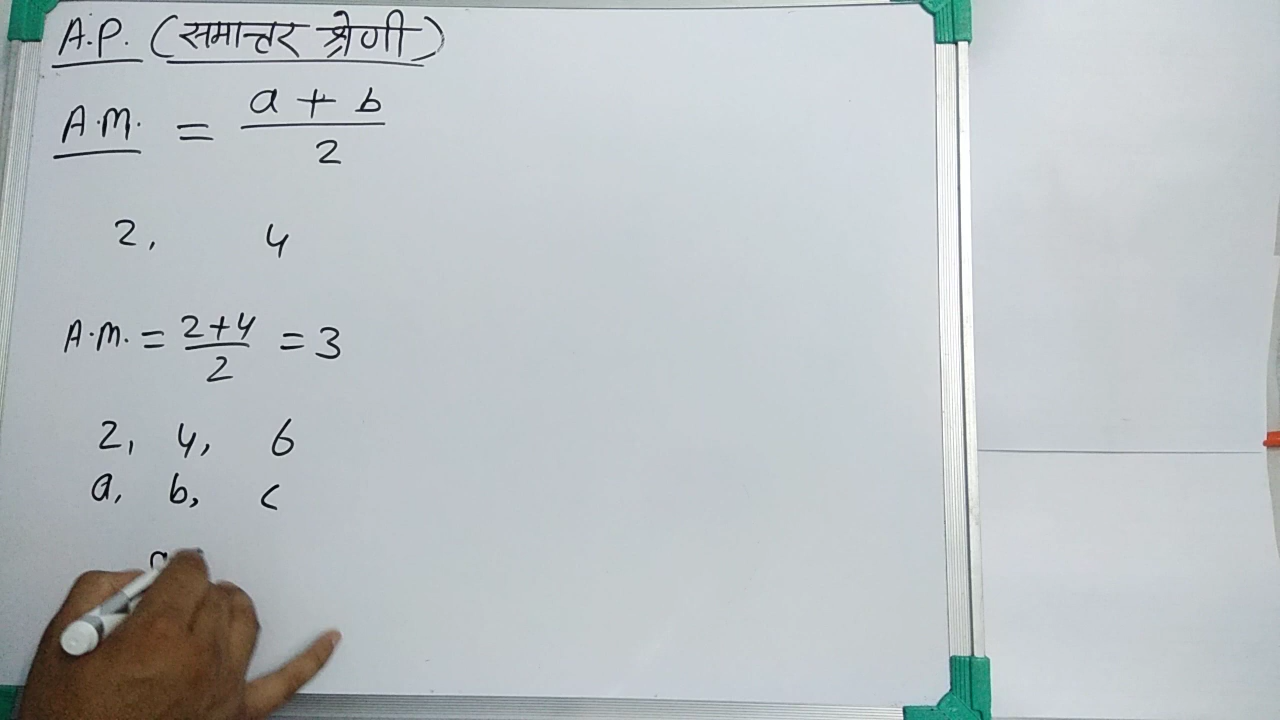 A.P. (समान्तर श्रेणी)
A.M. = a + b / 2
2, 4
A.M. = 2+4 / 2 = 3
2, 4, 6
a, b, c